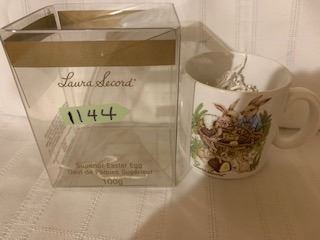 Laura Secord
1144
Superior Easter Egg
Oeuf de Pâques Supérieur
100g